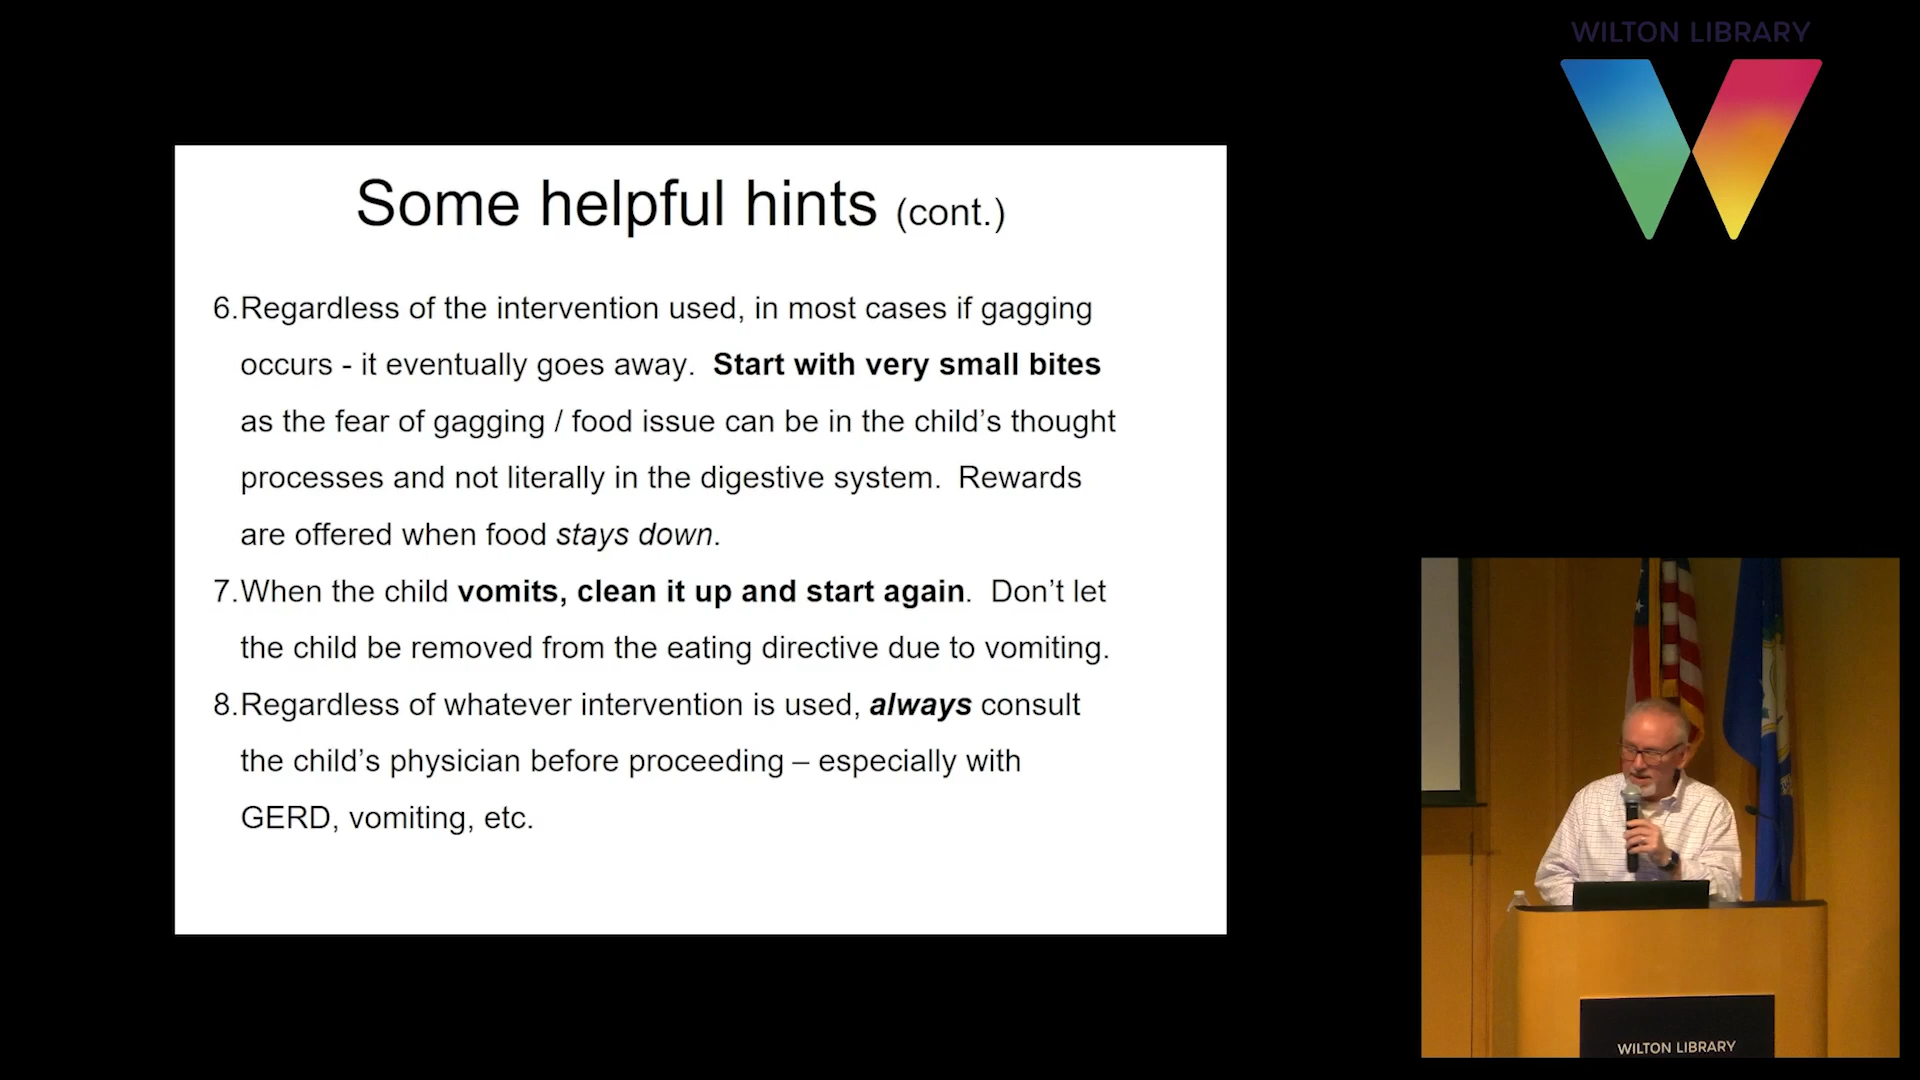 WILTON LIBRARY
Some helpful hints (cont.)
6.Regardless of the intervention used, in most cases if gagging
occurs - it eventually goes away. Start with very small bites
as the fear of gagging / food issue can be in the child’s thought
processes and not literally in the digestive system. Rewards
are offered when food stays down.
7.When the child vomits, clean it up and start again. Don’t let
the child be removed from the eating directive due to vomiting.
8.Regardless of whatever intervention is used, always consult
the child’s physician before proceeding – especially with
GERD, vomiting, etc.
WILTON LIBRARY